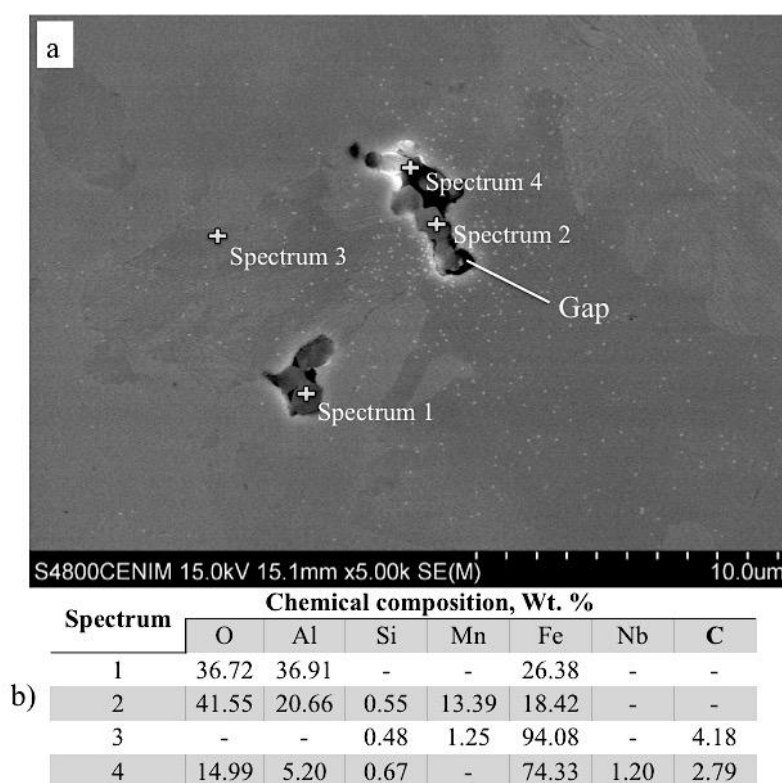 a
Spectrum 4
Spectrum 2
Spectrum 3
Gap
Spectrum 1
S4800CENIM 15.0kV 15.1mm x5.00k SE(M) 10.0um
b)
Spectrum Chemical composition, Wt. %
O Al Si Mn Fe Nb C
1 36.72 36.91 - - 26.38 - -
2 41.55 20.66 0.55 13.39 18.42 - -
3 - - 0.48 1.25 94.08 - 4.18
4 14.99 5.20 0.67 - 74.33 1.20 2.79